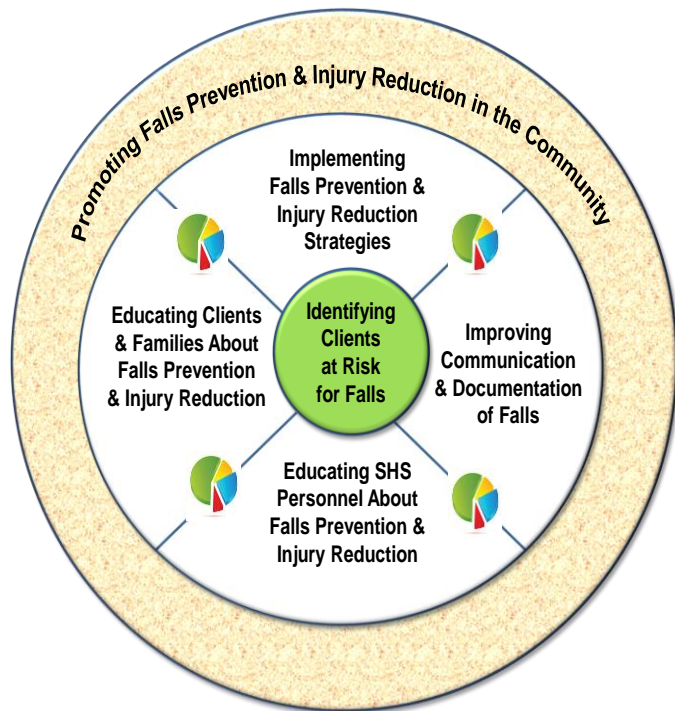 Promoting Falls Prevention & Injury Reduction in the Community
Implementing
Falls Prevention &
Injury Reduction
Strategies
Educating Clients
& Families About
Falls Prevention
& Injury Reduction
Identifying
Clients
at Risk
for Falls
Improving
Communication
& Documentation
of Falls
Educating SHS
Personnel About
Falls Prevention &
Injury Reduction